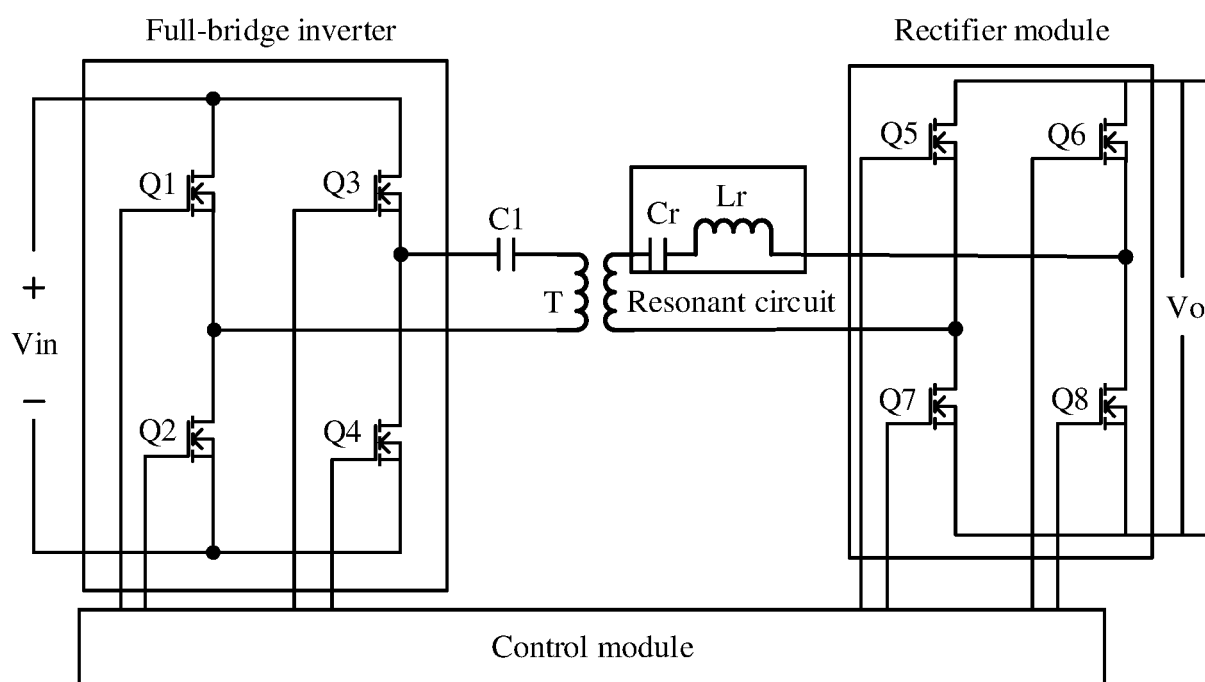 Full-bridge inverter
Rectifier module
Q5
Q6
Q1
Q3
Cr
Lr
C1
+
Vin
−
T
Resonant circuit
Vo
Q2
Q4
Q7
Q8
Control module